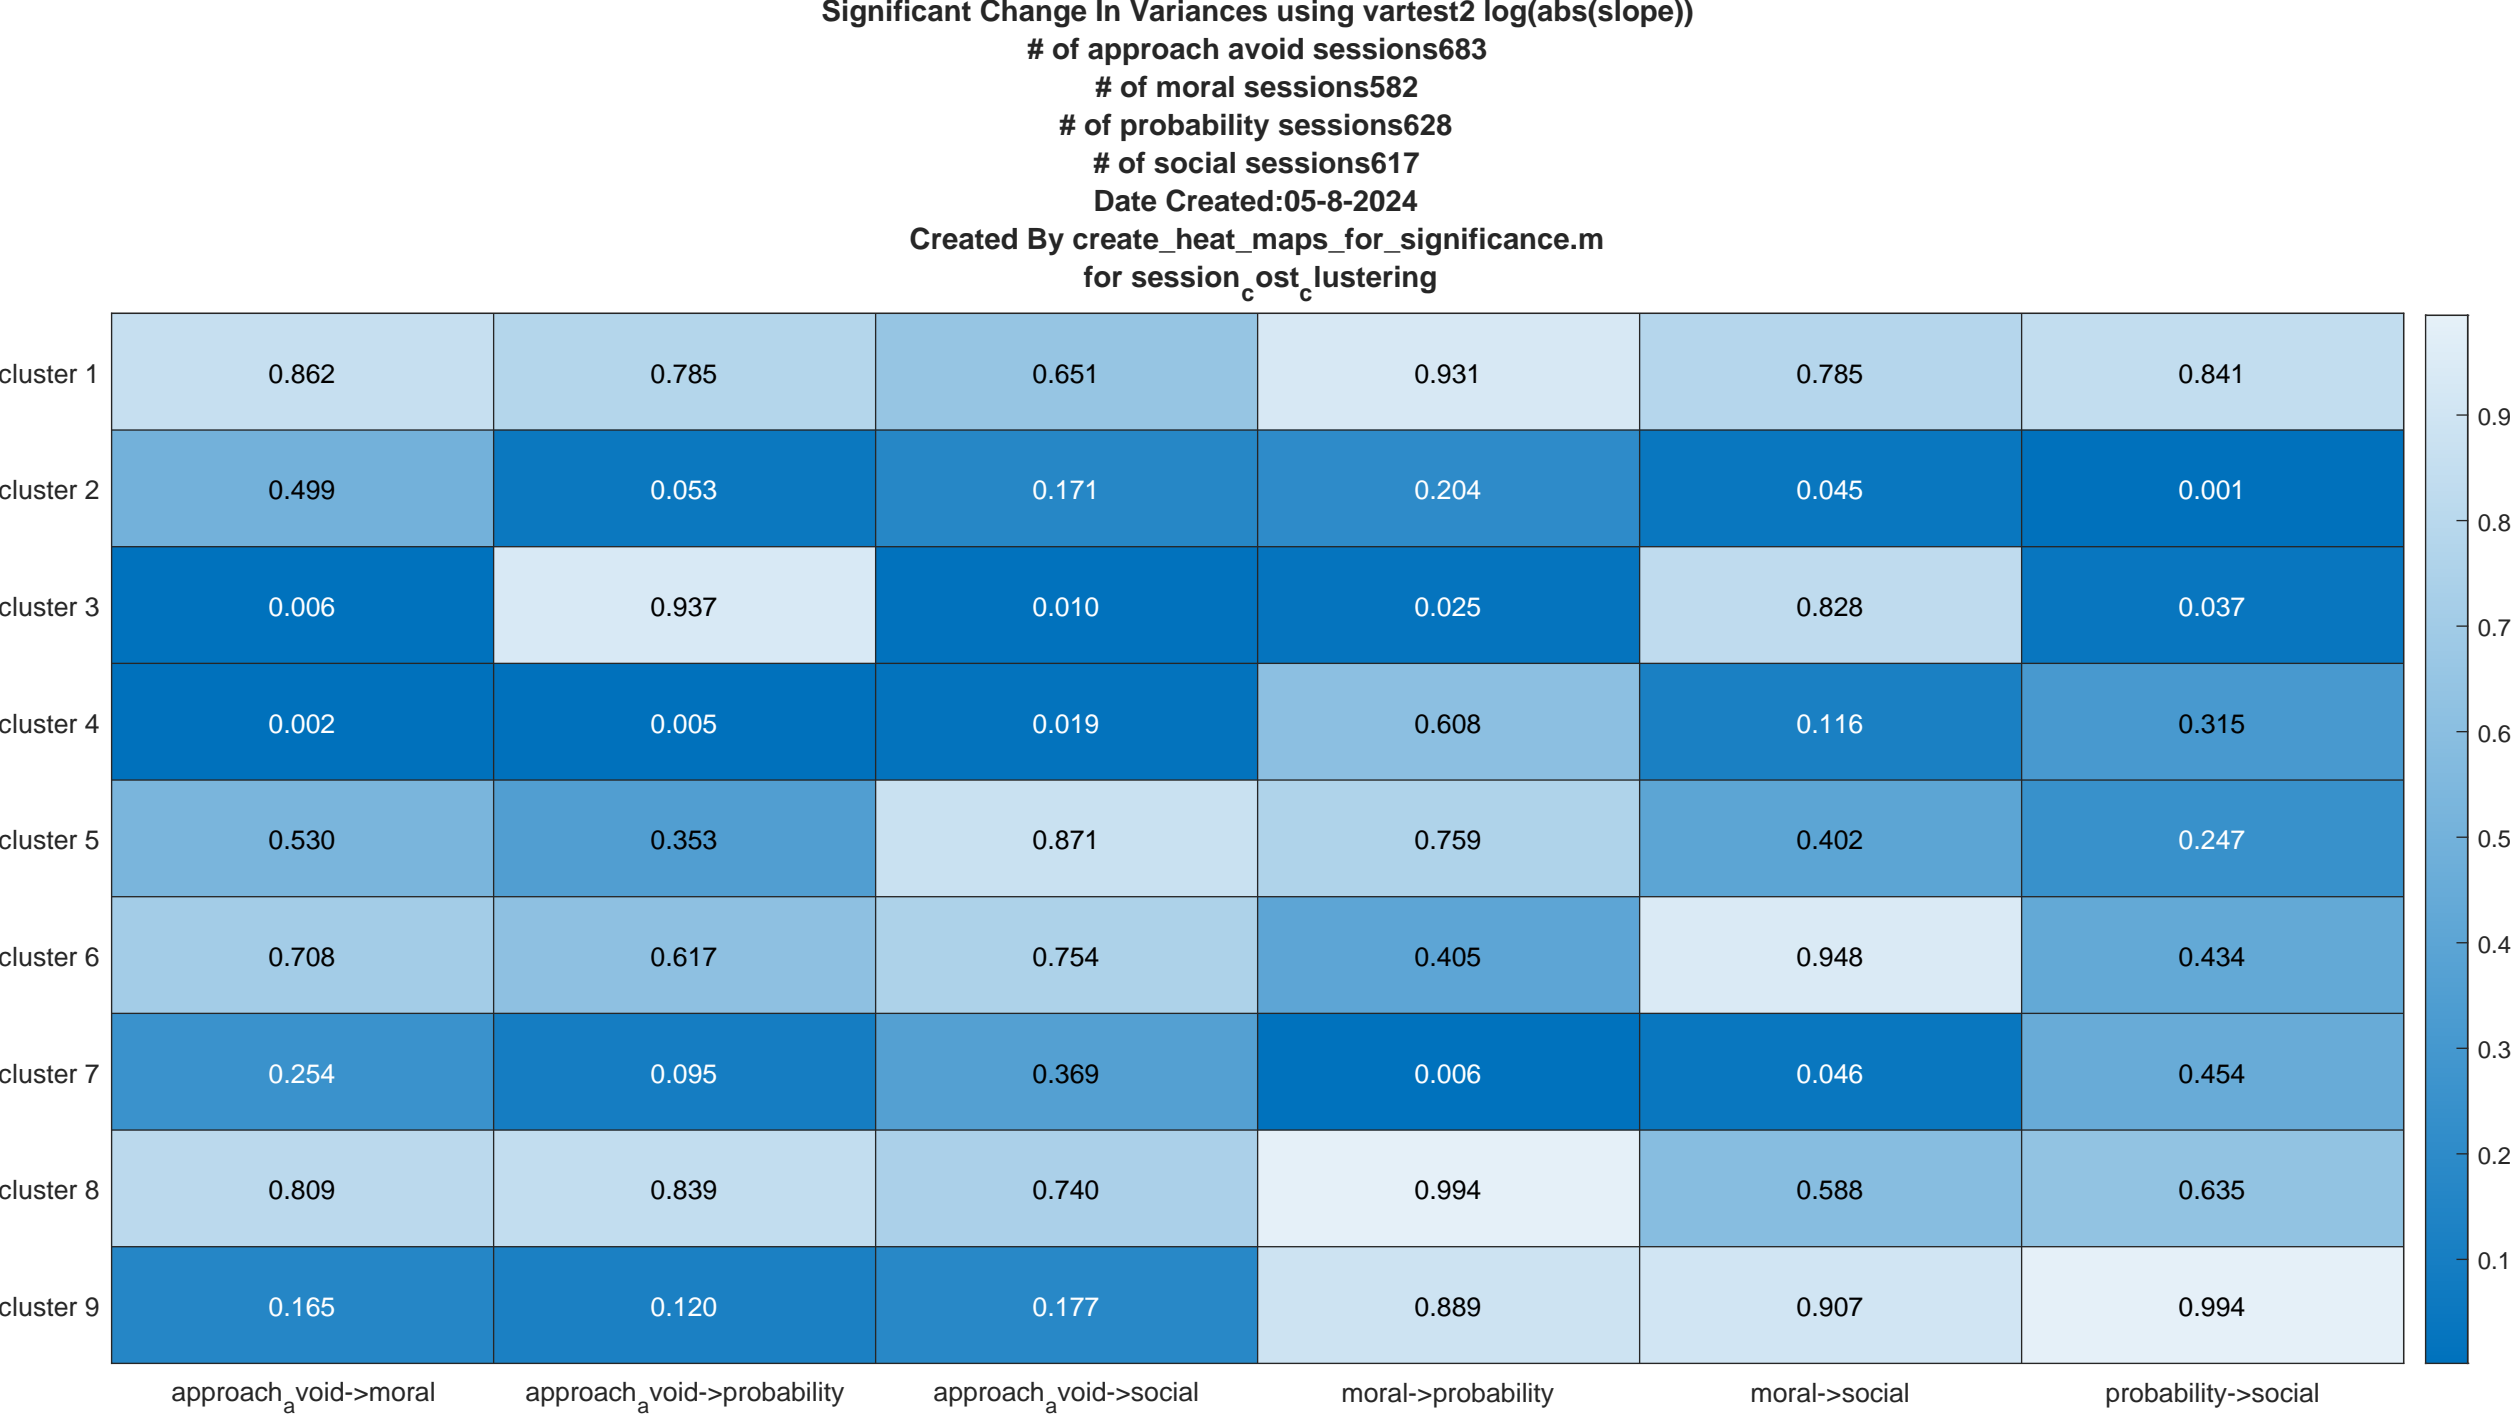 Significant Change In Variances using vartest2 log(abs(slope))
# of approach avoid sessions683
# of moral sessions582
# of probability sessions628
# of social sessions617
Date Created:05-8-2024
Created By create_heat_maps_for_significance.m
for session_cost_clustering
cluster 1 0.862 0.785 0.651 0.931 0.785 0.841
cluster 2 0.499 0.053 0.171 0.204 0.045 0.001
cluster 3 0.006 0.937 0.010 0.025 0.828 0.037
cluster 4 0.002 0.005 0.019 0.608 0.116 0.315
cluster 5 0.530 0.353 0.871 0.759 0.402 0.247
cluster 6 0.708 0.617 0.754 0.405 0.948 0.434
cluster 7 0.254 0.095 0.369 0.006 0.046 0.454
cluster 8 0.809 0.839 0.740 0.994 0.588 0.635
cluster 9 0.165 0.120 0.177 0.889 0.907 0.994
approach_avoid->moral approach_avoid->probability approach_avoid->social moral->probability moral->social probability->social
0.9
0.8
0.7
0.6
0.5
0.4
0.3
0.2
0.1